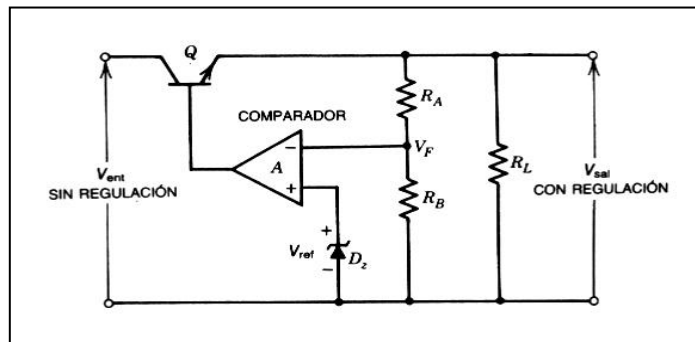 Q
COMPARADOR
R_A
−
V_F
A
+
V_ent
SIN REGULACIÓN
R_B
R_L
V_sal
CON REGULACIÓN
+
V_ref
D_z
−